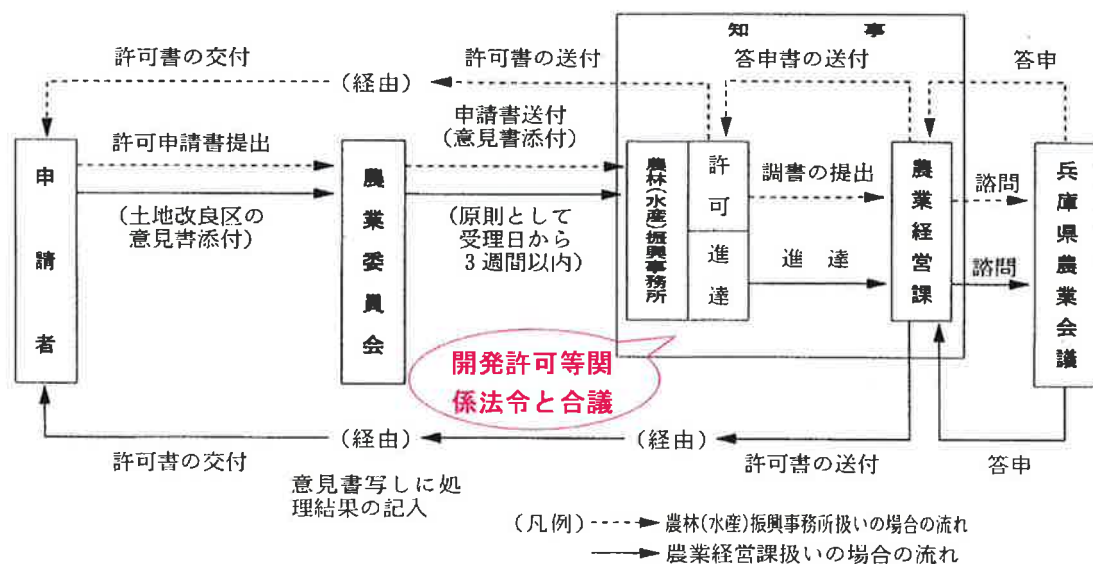 知事
許可書の交付
(経由)
許可書の送付
答申書の送付
答申
許可申請書提出
申請書送付
(意見書添付)
調書の提出
諮問
申請者
農業委員会
農林(水産)振興事務所
許可
進達
農業経営課
兵庫県農業会議
(土地改良区の
意見書添付)
(原則として
受理日から
3週間以内)
進達
諮問
開発許可等関
係法令と合議
(経由)
(経由)
許可書の交付
許可書の送付
答申
意見書写しに処
理結果の記入
(凡例)
農林(水産)振興事務所扱いの場合の流れ
農業経営課扱いの場合の流れ